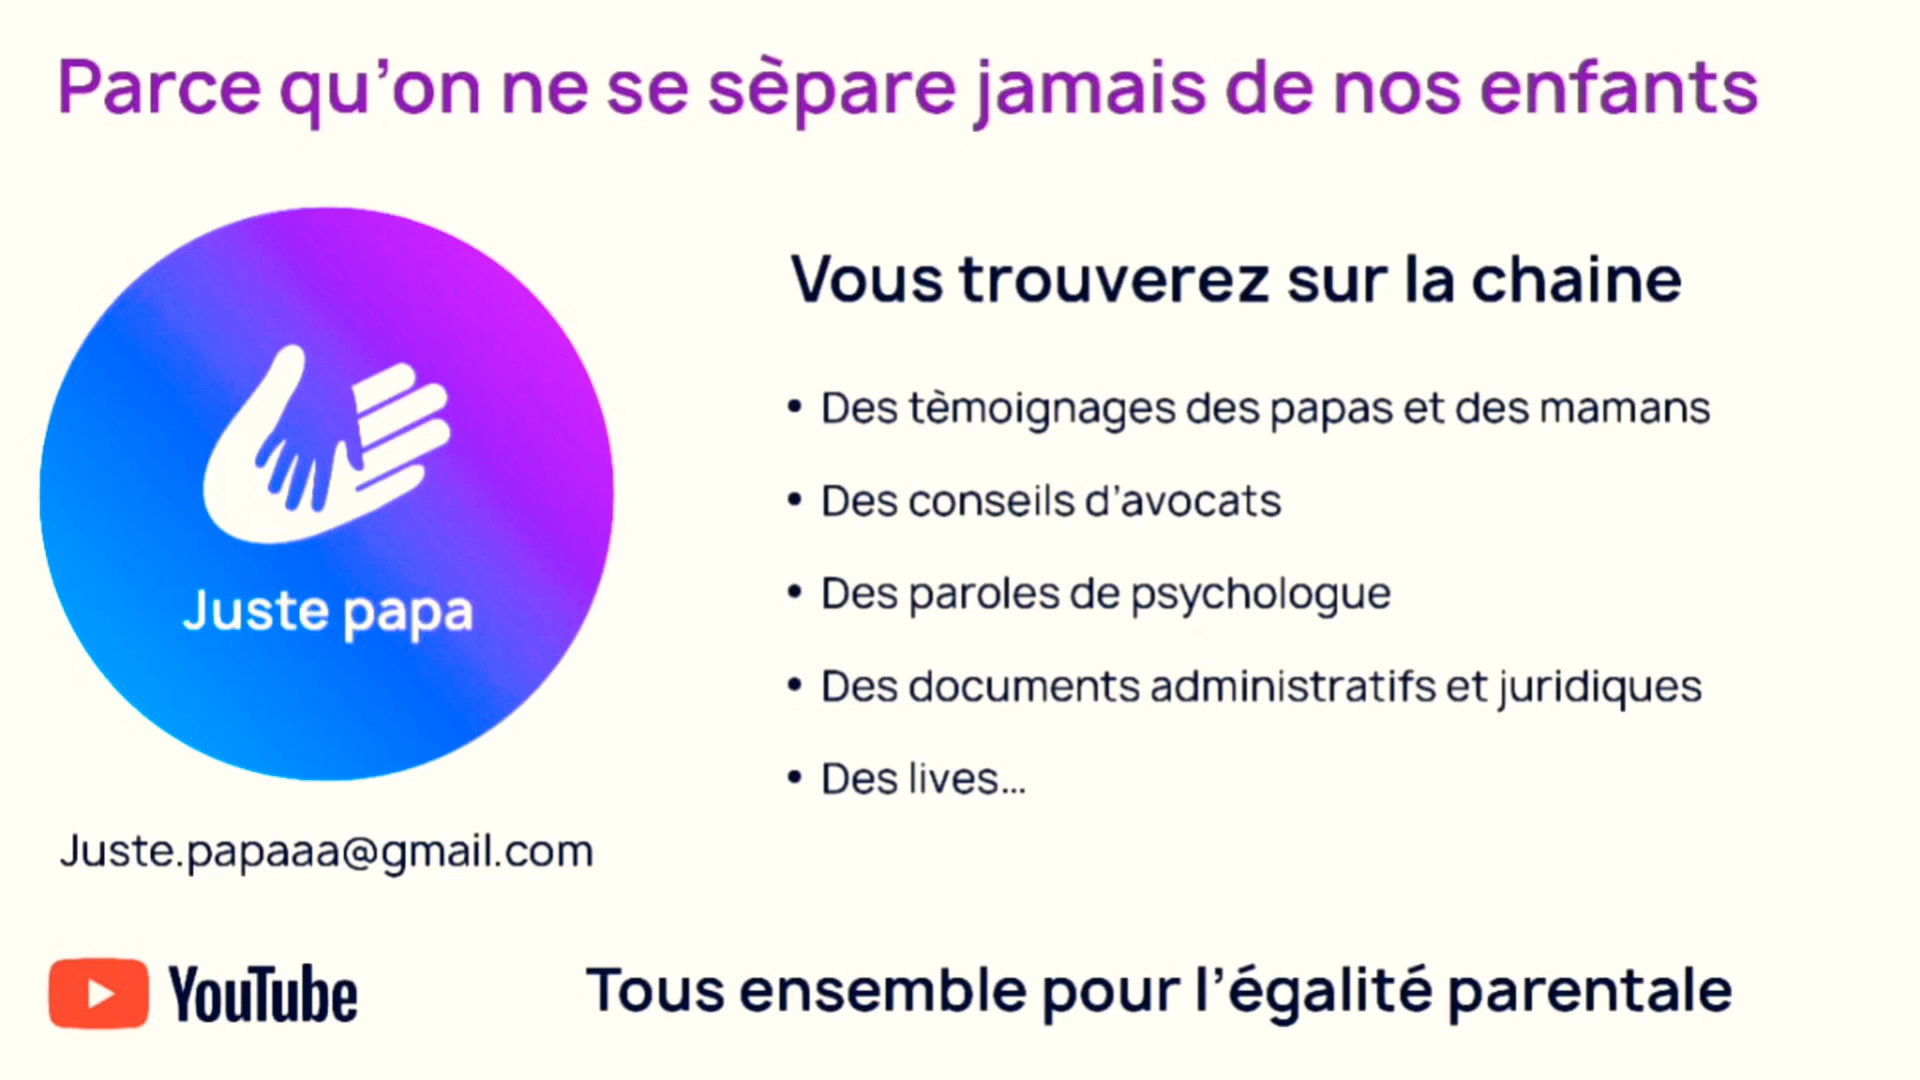 Parce qu’on ne se sèpare jamais de nos enfants
Vous trouverez sur la chaine
• Des tèmoignages des papas et des mamans
• Des conseils d’avocats
• Des paroles de psychologue
• Des documents administratifs et juridiques
• Des lives...
Juste papa
Juste.papaaa@gmail.com
YouTube
Tous ensemble pour l’égalité parentale